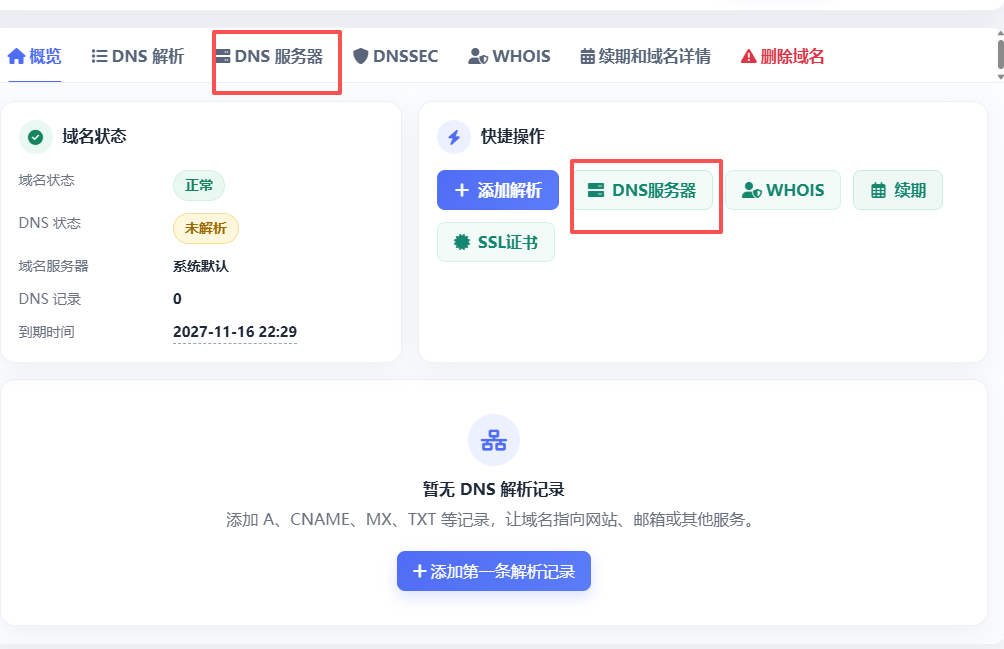 概览 DNS 解析 DNS 服务器 DNSSEC WHOIS 续期和域名详情 删除域名
域名状态
域名状态 正常
DNS 状态 未解析
域名服务器 系统默认
DNS 记录 0
到期时间 2027-11-16 22:29
快捷操作
添加解析 DNS服务器 WHOIS 续期
SSL证书
暂无 DNS 解析记录
添加 A、CNAME、MX、TXT 等记录，让域名指向网站、邮箱或其他服务。
添加第一条解析记录